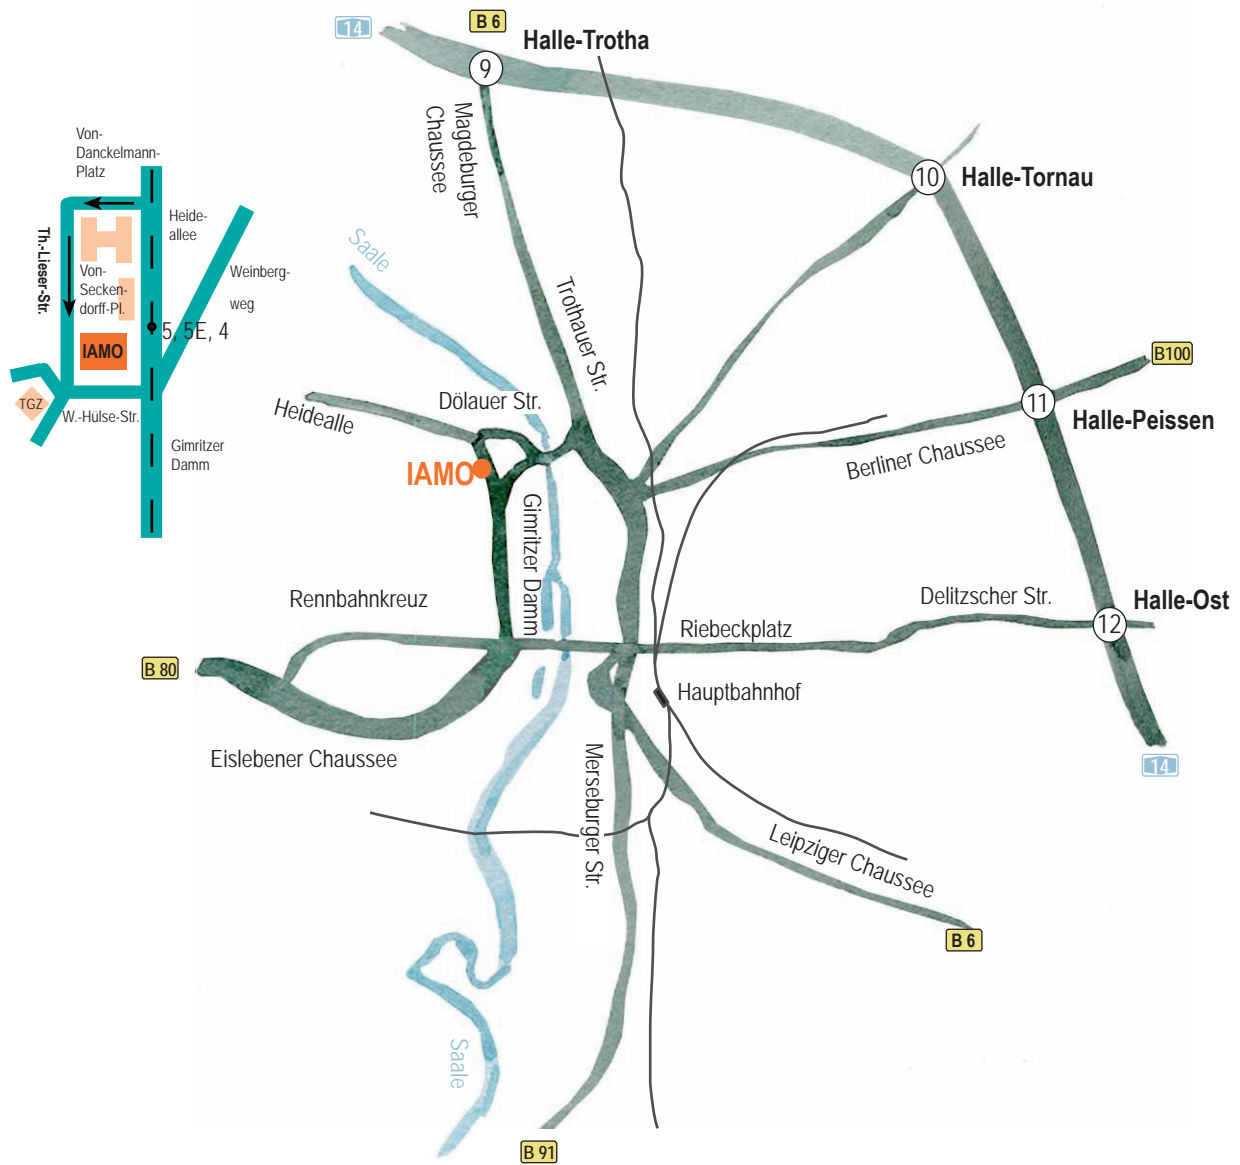 14
B 6
Halle-Trotha
9
Magdeburger
Chaussee
10
Halle-Tornau
Von-
Danckelmann-
Platz
Heide-
allee
Th.-Lieser-Str.
Von-
Secken-
dorff-Pl.
Weinberg-
weg
5, 5E, 4
IAMO
TGZ
W.-Hülse-Str.
Gimritzer
Damm
Saale
Trothauer Str.
B100
11
Halle-Peissen
Dölauer Str.
Heidealle
Berliner Chaussee
IAMO
Gimritzer Damm
Rennbahnkreuz
Riebeckplatz
Delitzscher Str.
Halle-Ost
12
B 80
Hauptbahnhof
Eislebener Chaussee
14
Merseburger Str.
Leipziger Chaussee
B 6
Saale
B 91